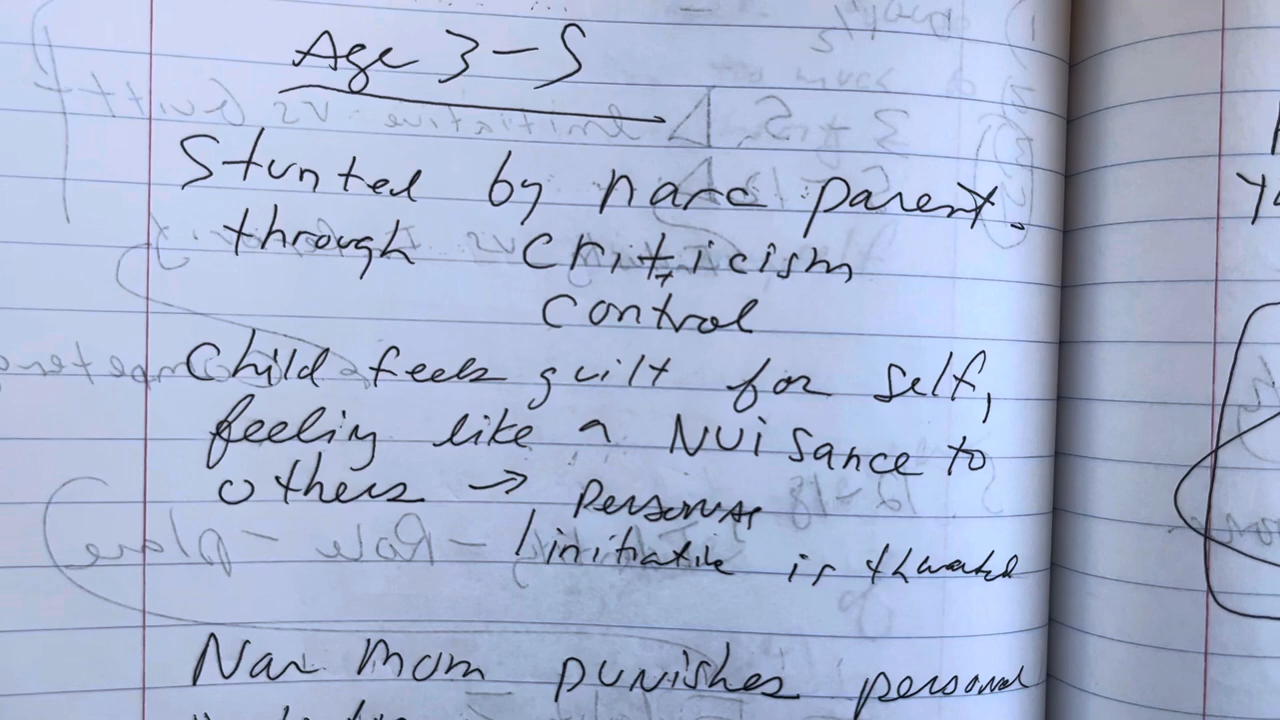 Age 3-5
Stunted by narc parent.
through criticism
control
Child feels guilt for self,
feeling like a NUisance to
others → personal
initiative is thwarted
Nar Mom punishes personal